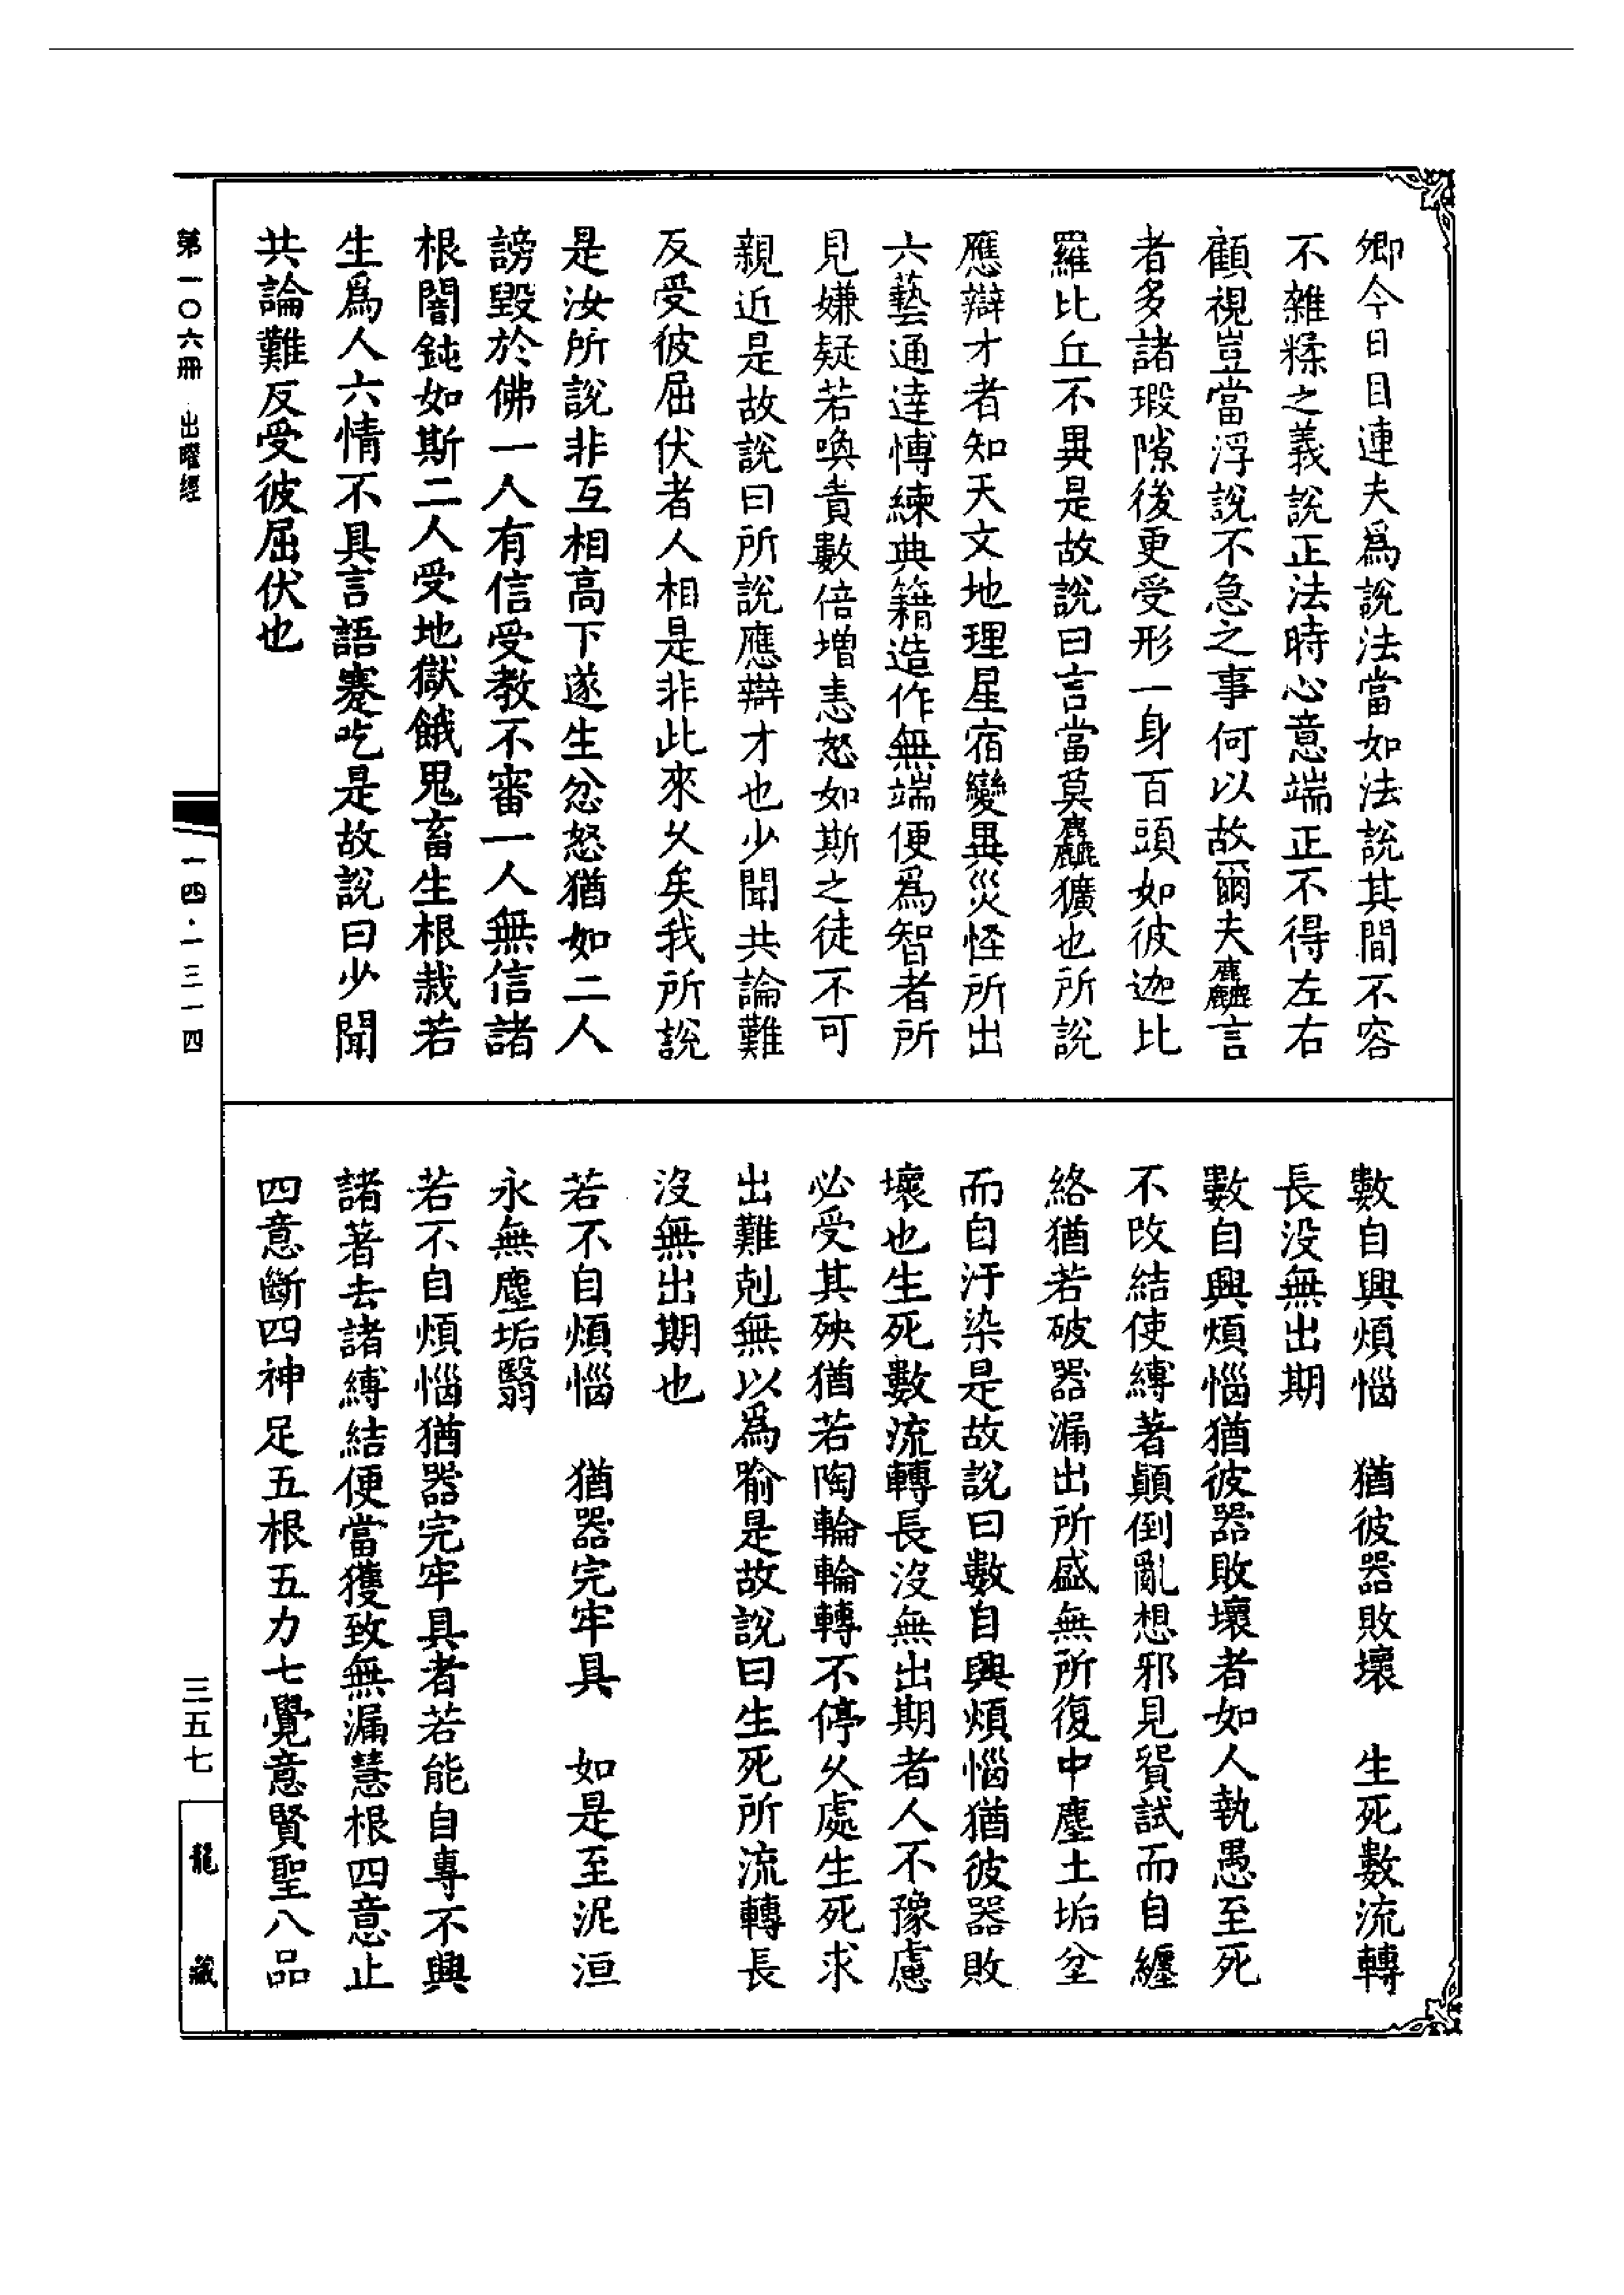 卿今日目連夫爲說法當如法說其間不容
不雜糅之義說正法時心意端正不得左右
顧視豈當浮說不急之事何以故爾夫麤言
者多諸瑕隙後更受形一身百頭如彼迦比
羅比丘不異是故說曰言當莫麤獷也所說
應辯才者知天文地理星宿變異災怪所出
六藝通達博練典籍造作無端便爲智者所
見嫌疑若喚責數倍增恚怒如斯之徒不可
親近是故說曰所說應辯才也少聞共論難
反受彼屈伏者人相是非此來久矣我所說
是汝所說非互相高下遂生忿怒猶如二人
謗毀於佛一人有信受教不審一人無信諸
根闇鈍如斯二人受地獄餓鬼畜生根栽若
生爲人六情不具言語蹇吃是故說曰少聞
共論難反受彼屈伏也
數自興煩惱　猶彼器敗壞　生死數流轉
長没無出期
數自興煩惱猶彼器敗壞者如人執愚至死
不改結使縛著顛倒亂想邪見貿試而自纏
絡猶若破器漏出所盛無所復中塵土垢坌
而自汙染是故說曰數自興煩惱猶彼器敗
壞也生死數流轉長沒無出期者人不豫慮
必受其殃猶若陶輪輪轉不停久處生死求
出難剋無以爲喻是故說曰生死所流轉長
沒無出期也
若不自煩惱　猶器完牢具　如是至泥洹
永無塵垢翳
若不自煩惱猶器完牢具者若能自專不興
諸著去諸縛結便當獲致無漏慧根四意止
四意斷四神足五根五力七覺意賢聖八品
第一〇六冊 出曜經
一四·一三一四
三五七
龍藏